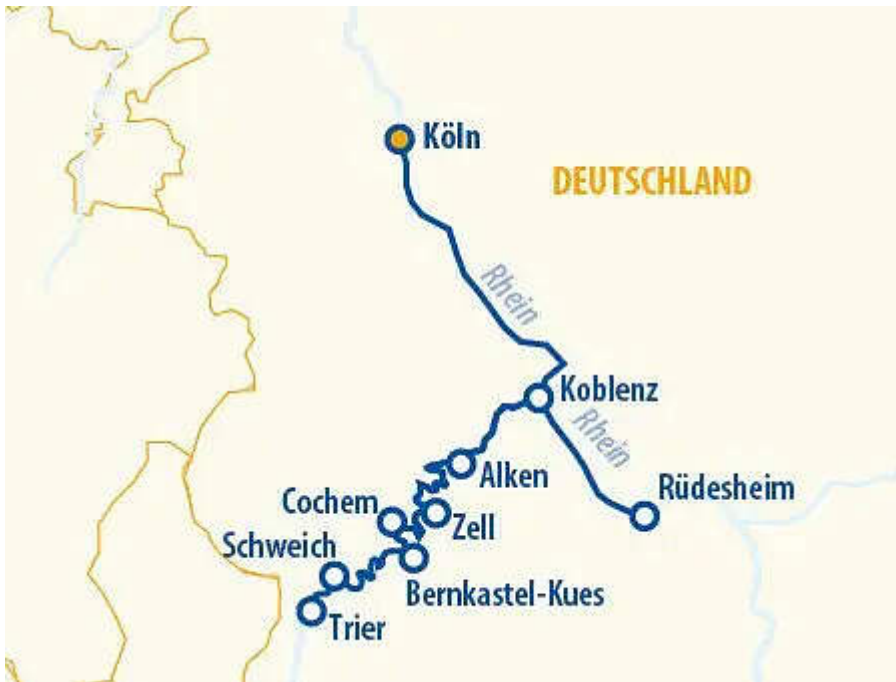 Köln
DEUTSCHLAND
Rhein
Koblenz
Rhein
Alken
Rüdesheim
Cochem
Zell
Schweich
Bernkastel-Kues
Trier